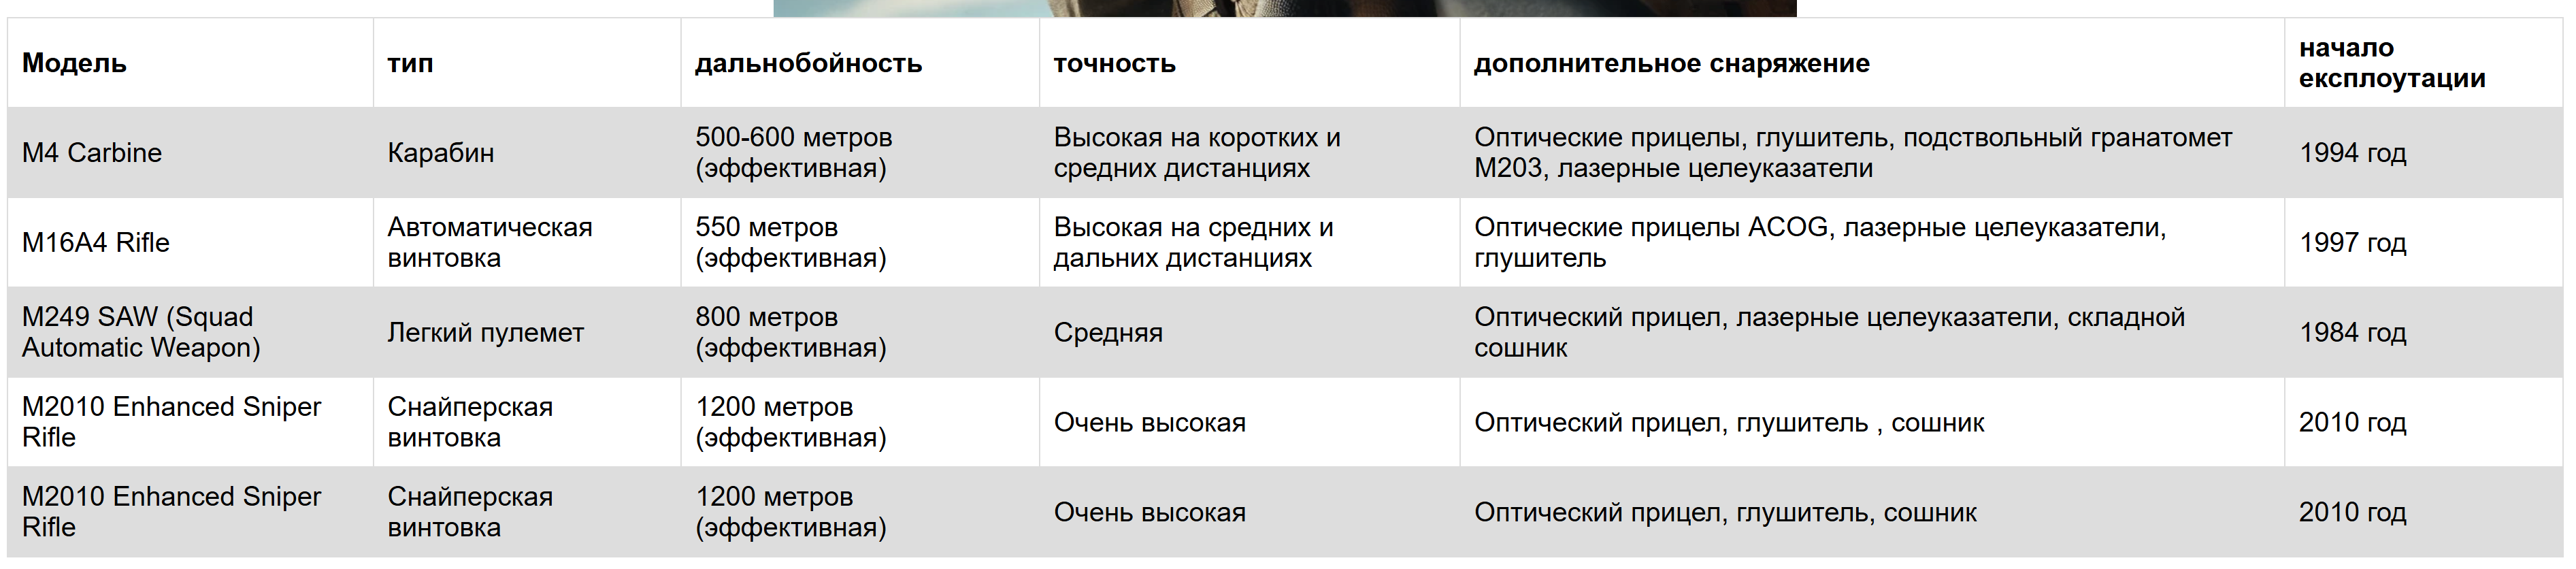 Модель тип дальнобойность точность дополнительное снаряжение начало
експлоутации
M4 Carbine Карабин 500-600 метров
(эффективная) Высокая на коротких и
средних дистанциях Оптические прицелы, глушитель, подствольный гранатомет
M203, лазерные целеуказатели 1994 год
M16A4 Rifle Автоматическая
винтовка 550 метров
(эффективная) Высокая на средних и
дальних дистанциях Оптические прицелы ACOG, лазерные целеуказатели,
глушитель 1997 год
M249 SAW (Squad
Automatic Weapon) Легкий пулемет 800 метров
(эффективная) Средняя Оптический прицел, лазерные целеуказатели, складной
сошник 1984 год
M2010 Enhanced Sniper
Rifle Снайперская
винтовка 1200 метров
(эффективная) Очень высокая Оптический прицел, глушитель , сошник 2010 год
M2010 Enhanced Sniper
Rifle Снайперская
винтовка 1200 метров
(эффективная) Очень высокая Оптический прицел, глушитель, сошник 2010 год